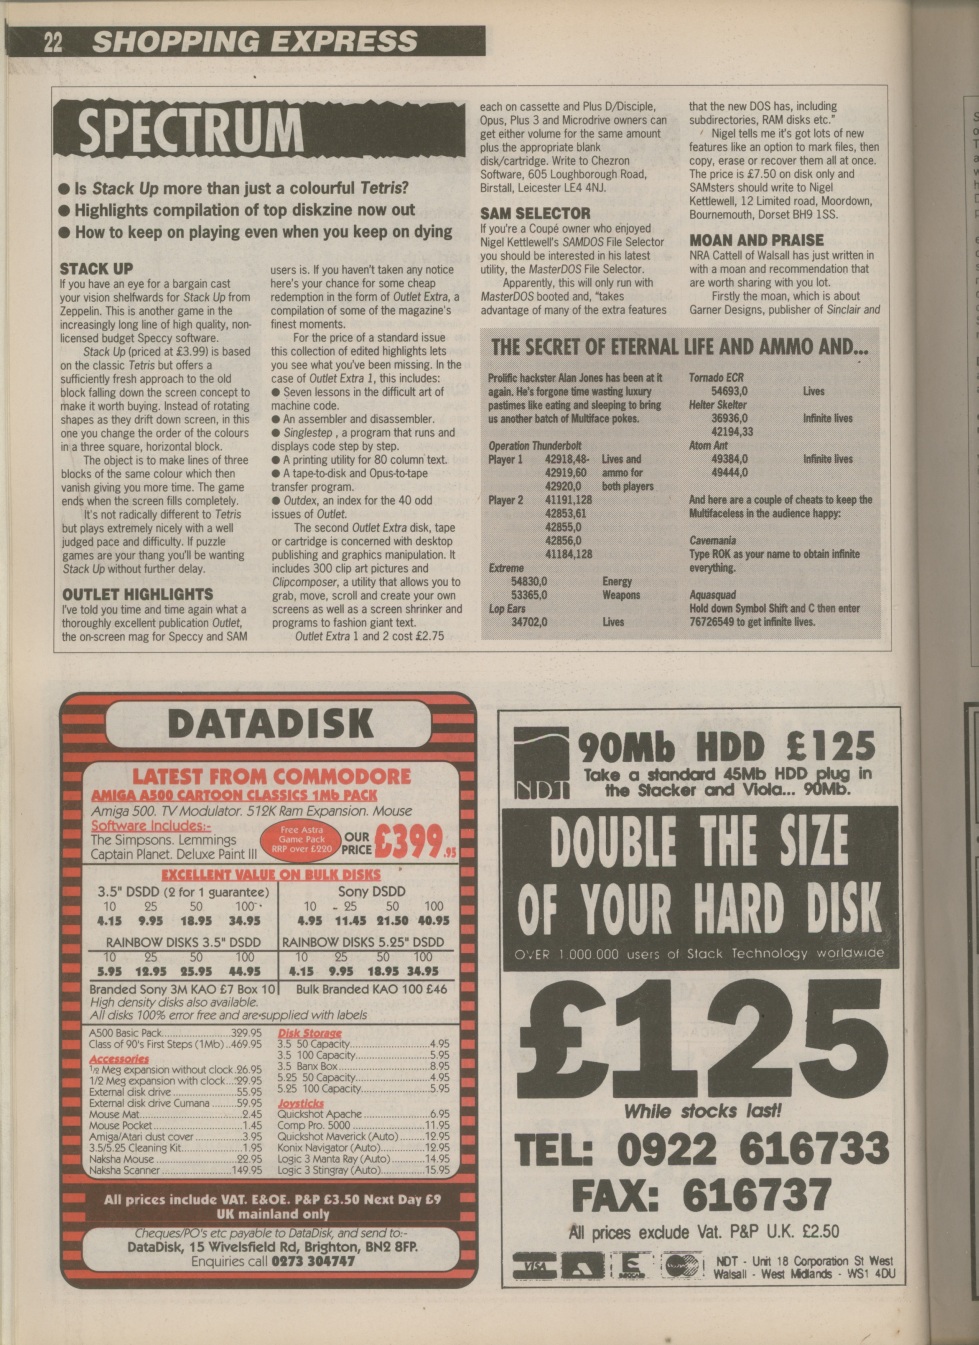 22 SHOPPING EXPRESS
SPECTRUM
● Is Stack Up more than just a colourful Tetris?
● Highlights compilation of top diskzine now out
● How to keep on playing even when you keep on dying
STACK UP
If you have an eye for a bargain cast
your vision shelfwards for Stack Up from
Zeppelin. This is another game in the
increasingly long line of high quality, non-
licensed budget Speccy software.
Stack Up (priced at £3.99) is based
on the classic Tetris but offers a
sufficiently fresh approach to the old
block falling down the screen concept to
make it worth buying. Instead of rotating
shapes as they drift down screen, in this
one you change the order of the colours
in a three square, horizontal block.
The object is to make lines of three
blocks of the same colour which then
vanish giving you more time. The game
ends when the screen fills completely.
It's not radically different to Tetris
but plays extremely nicely with a well
judged pace and difficulty. If puzzle
games are your thang you'll be wanting
Stack Up without further delay.
OUTLET HIGHLIGHTS
I've told you time and time again what a
thoroughly excellent publication Outlet,
the on-screen mag for Speccy and SAM
users is. If you haven't taken any notice
here's your chance for some cheap
redemption in the form of Outlet Extra, a
compilation of some of the magazine's
finest moments.
For the price of a standard issue
this collection of edited highlights lets
you see what you've been missing. In the
case of Outlet Extra 1, this includes:
● Seven lessons in the difficult art of
machine code.
● An assembler and disassembler.
● Singlestep , a program that runs and
displays code step by step.
● A printing utility for 80 column text.
● A tape-to-disk and Opus-to-tape
transfer program.
● Outdex, an index for the 40 odd
issues of Outlet.
The second Outlet Extra disk, tape
or cartridge is concerned with desktop
publishing and graphics manipulation. It
includes 300 clip art pictures and
Clipcomposer, a utility that allows you to
grab, move, scroll and create your own
screens as well as a screen shrinker and
programs to fashion giant text.
Outlet Extra 1 and 2 cost £2.75
each on cassette and Plus D/Disciple,
Opus, Plus 3 and Microdrive owners can
get either volume for the same amount
plus the appropriate blank
disk/cartridge. Write to Chezron
Software, 605 Loughborough Road,
Birstall, Leicester LE4 4NJ.
SAM SELECTOR
If you're a Coupé owner who enjoyed
Nigel Kettlewell's SAMDOS File Selector
you should be interested in his latest
utility, the MasterDOS File Selector.
Apparently, this will only run with
MasterDOS booted and, "takes
advantage of many of the extra features
that the new DOS has, including
subdirectories, RAM disks etc."
Nigel tells me it's got lots of new
features like an option to mark files, then
copy, erase or recover them all at once.
The price is £7.50 on disk only and
SAMsters should write to Nigel
Kettlewell, 12 Limited road, Moordown,
Bournemouth, Dorset BH9 1SS.
MOAN AND PRAISE
NRA Cattell of Walsall has just written in
with a moan and recommendation that
are worth sharing with you lot.
Firstly the moan, which is about
Garner Designs, publisher of Sinclair and
THE SECRET OF ETERNAL LIFE AND AMMO AND...
Prolific hackster Alan Jones has been at it
again. He's forgone time wasting luxury
pastimes like eating and sleeping to bring
us another batch of Multiface pokes.
Operation Thunderbolt
Player 1 42918,48- Lives and
42919,60 ammo for
42920,0 both players
Player 2 41191,128
42853,61
42855,0
42856,0
41184,128
Extreme
54830,0 Energy
53365,0 Weapons
Lop Ears
34702,0 Lives
Tornado ECR
54693,0 Lives
Helter Skelter
36936,0 Infinite lives
42194,33
Atom Ant
49384,0 Infinite lives
49444,0
And here are a couple of cheats to keep the
Multifaceless in the audience happy:
Cavemania
Type ROK as your name to obtain infinite
everything.
Aquasquad
Hold down Symbol Shift and C then enter
76726549 to get infinite lives.
DATADISK
LATEST FROM COMMODORE
AMIGA A500 CARTOON CLASSICS 1Mb PACK
Amiga 500. TV Modulator. 512K Ram Expansion. Mouse
Software Includes:-
The Simpsons. Lemmings
Captain Planet. Deluxe Paint III
Free Astra
Game Pack
RRP over £220
OUR
PRICE £399.95
EXCELLENT VALUE ON BULK DISKS
3.5" DSDD (2 for 1 guarantee)
10 25 50 100
4.15 9.95 18.95 34.95
Sony DSDD
10 25 50 100
4.95 11.45 21.50 40.95
RAINBOW DISKS 3.5" DSDD
10 25 50 100
5.95 12.95 25.95 44.95
RAINBOW DISKS 5.25" DSDD
10 25 50 100
4.15 9.95 18.95 34.95
Branded Sony 3M KAO £7 Box 10
Bulk Branded KAO 100 £46
High density disks also available.
All disks 100% error free and are supplied with labels
A500 Basic Pack 329.95
Class of 90's First Steps (1Mb) ..469.95
Accessories
1/2 Meg expansion without clock .26.95
1/2 Meg expansion with clock ....29.95
External disk drive 55.95
External disk drive Cumana 59.95
Mouse Mat 2.45
Mouse Pocket 1.45
Amiga/Atari dust cover 3.95
3.5/5.25 Cleaning Kit 1.95
Naksha Mouse 22.95
Naksha Scanner 149.95
Disk Storage
3.5 50 Capacity 4.95
3.5 100 Capacity 5.95
3.5 Banx Box 8.95
5.25 50 Capacity 4.95
5.25 100 Capacity 5.95
Joysticks
Quickshot Apache 6.95
Comp Pro. 5000 11.95
Quickshot Maverick (Auto) 12.95
Konix Navigator (Auto) 12.95
Logic 3 Manta Ray (Auto) 14.95
Logic 3 Stingray (Auto) 15.95
All prices include VAT. E&OE. P&P £3.50 Next Day £9
UK mainland only
Cheques/PO's etc payable to DataDisk, and send to:-
DataDisk, 15 Wivelsfield Rd, Brighton, BN2 8FP.
Enquiries call 0273 304747
NDT
90Mb HDD £125
Take a standard 45Mb HDD plug in
the Stacker and Viola... 90Mb.
DOUBLE THE SIZE
OF YOUR HARD DISK
OVER 1.000.000 users of Stack Technology worldwide
£125
While stocks last!
TEL: 0922 616733
FAX: 616737
All prices exclude Vat. P&P U.K. £2.50
VISA
NDT - Unit 18 Corporation St West
Walsall - West Midlands - WS1 4DU